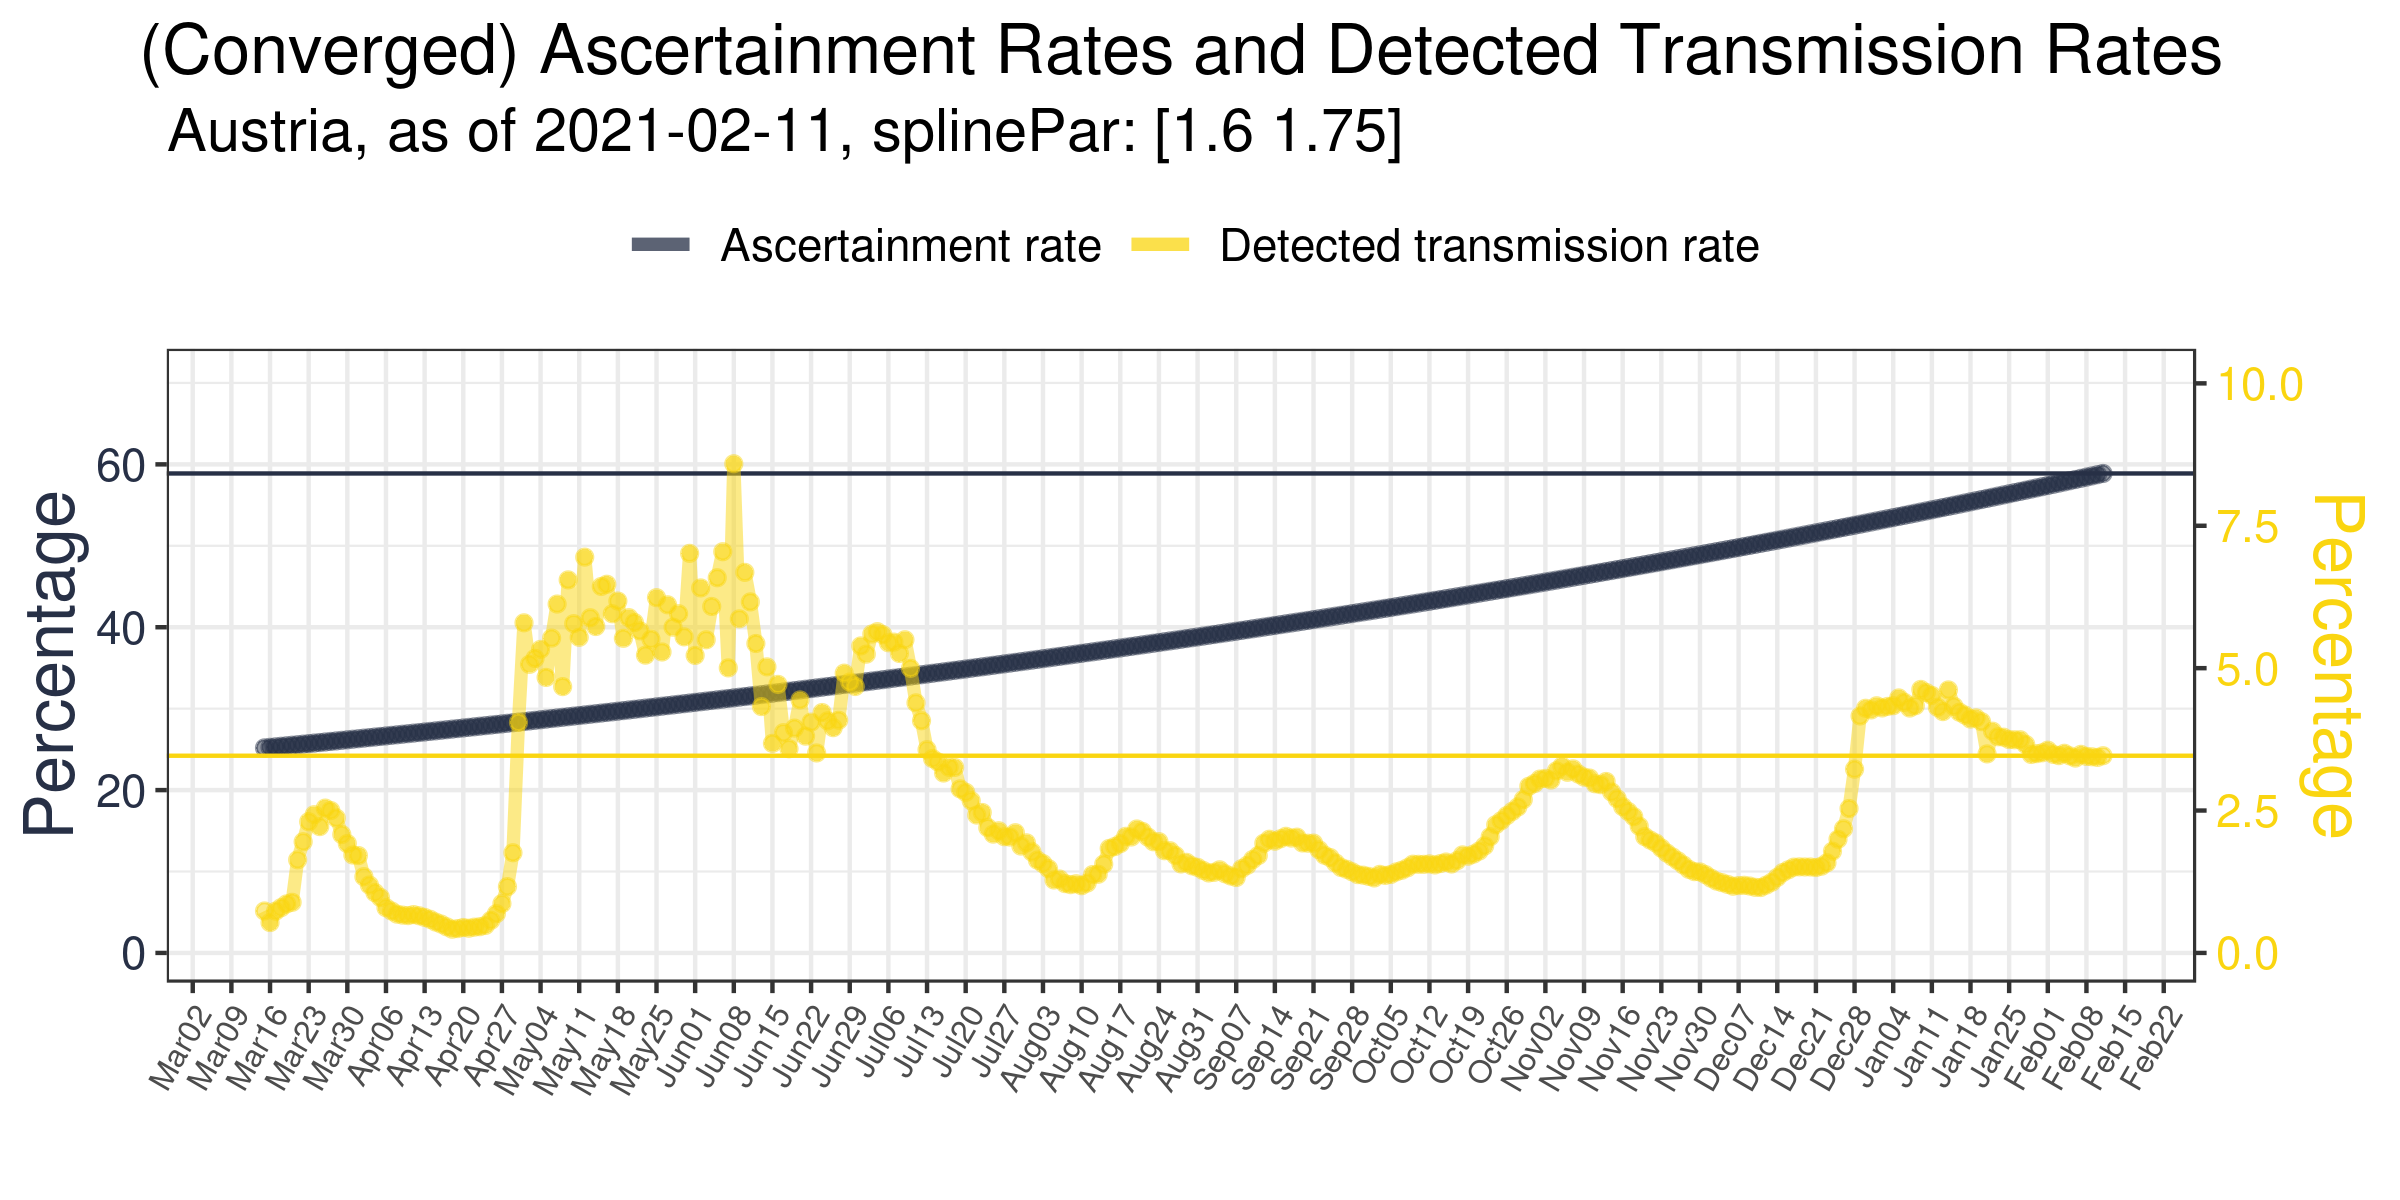 (Converged) Ascertainment Rates and Detected Transmission Rates
Austria, as of 2021-02-11, splinePar: [1.6 1.75]
Ascertainment rate
Detected transmission rate
Percentage
60
40
20
0
10.0
7.5
5.0
2.5
0.0
Percentage
Mar02
Mar09
Mar16
Mar23
Mar30
Apr06
Apr13
Apr20
Apr27
May04
May11
May18
May25
Jun01
Jun08
Jun15
Jun22
Jun29
Jul06
Jul13
Jul20
Jul27
Aug03
Aug10
Aug17
Aug24
Aug31
Sep07
Sep14
Sep21
Sep28
Oct05
Oct12
Oct19
Oct26
Nov02
Nov09
Nov16
Nov23
Nov30
Dec07
Dec14
Dec21
Dec28
Jan04
Jan11
Jan18
Jan25
Feb01
Feb08
Feb15
Feb22